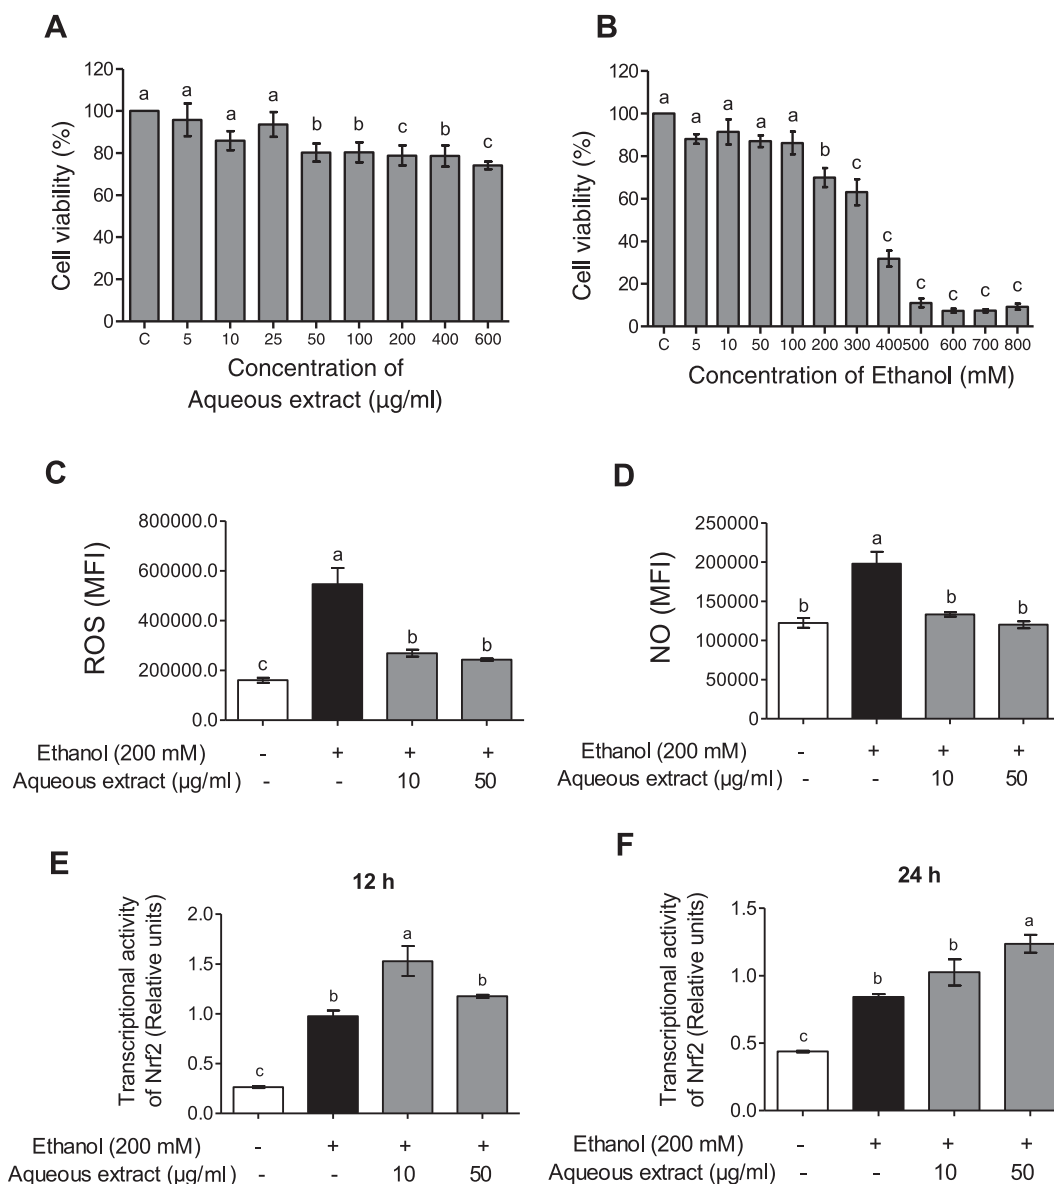 A
120
100
80
60
40
20
0
Cell viability (%)
a a a a b b c b c
C 5 10 25 50 100 200 400 600
Concentration of
Aqueous extract (µg/ml)
B
120
100
80
60
40
20
0
Cell viability (%)
a a a a a b c c c c c c
C 5 10 50 100 200 300 400 500 600 700 800
Concentration of Ethanol (mM)
C
800000.0
600000.0
400000.0
200000.0
0.0
ROS (MFI)
c a b b
Ethanol (200 mM) - + + +
Aqueous extract (µg/ml) - - 10 50
D
250000
200000
150000
100000
50000
0
NO (MFI)
b a b b
Ethanol (200 mM) - + + +
Aqueous extract (µg/ml) - - 10 50
E
12 h
2.0
1.5
1.0
0.5
0.0
Transcriptional activity
of Nrf2 (Relative units)
c b a b
Ethanol (200 mM) - + + +
Aqueous extract (µg/ml) - - 10 50
F
24 h
1.5
1.0
0.5
0.0
Transcriptional activity
of Nrf2 (Relative units)
c b b a
Ethanol (200 mM) - + + +
Aqueous extract (µg/ml) - - 10 50